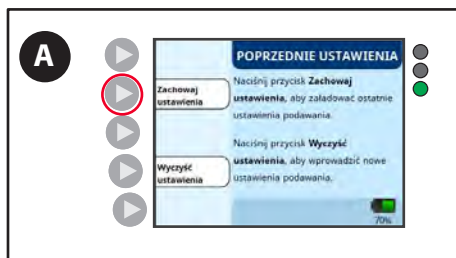 A
POPRZEDNIE USTAWIENIA
Zachowaj
ustawienia
Naciśnij przycisk Zachowaj
ustawienia, aby załadować ostatnie
ustawienia podawania.
Wyczyść
ustawienia
Naciśnij przycisk Wyczyść
ustawienia, aby wprowadzić nowe
ustawienia podawania.
70%